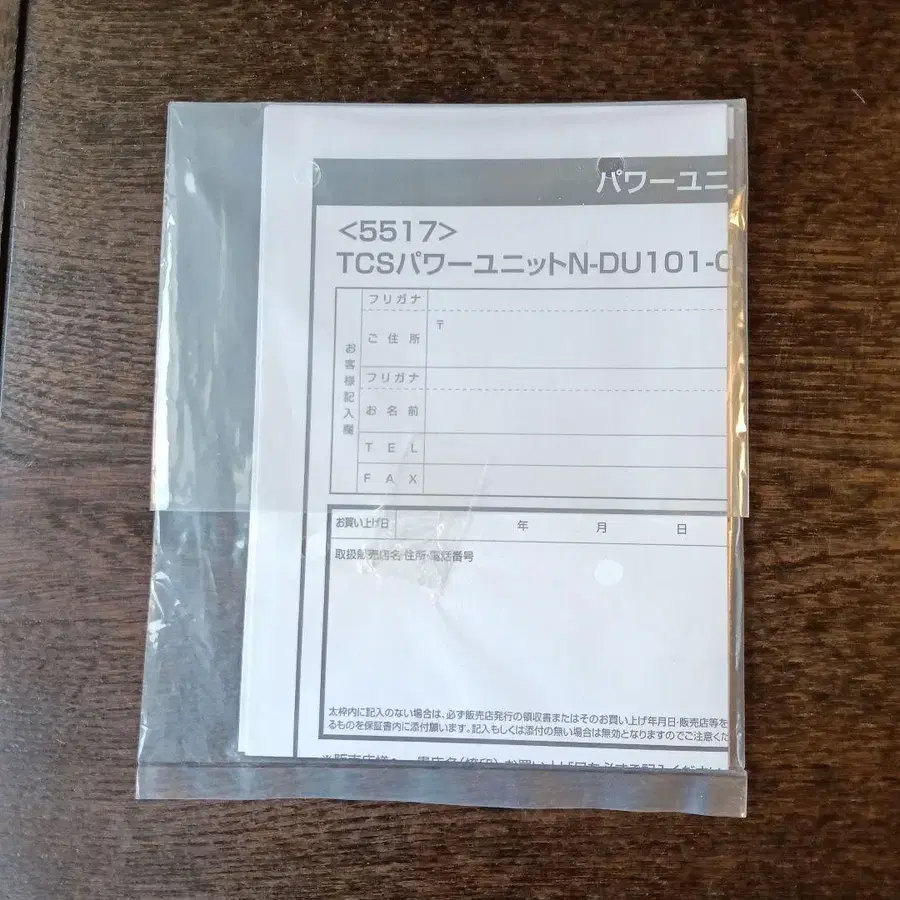 パワーユニ
<5517>
TCSパワーユニットN-DU101-C
お客様記入欄
フリガナ
ご住所
〒
フリガナ
お名前
TEL
FAX
お買い上げ日 年 月 日
取扱販売店名・住所・電話番号
太枠内に記入のない場合は、必ず販売店発行の領収書またはそのお買い上げ年月日・販売店等を
るものを保証書内に添付願います。記入もしくは添付の無い場合は無効となりますのでご注意くだ
※販売店様へ